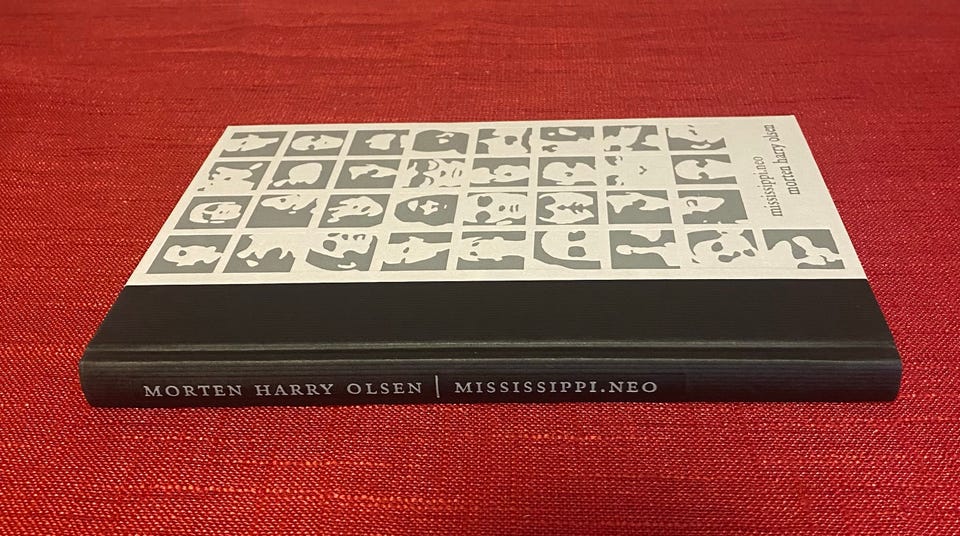 mississippi.neo
morten harry olsen
MORTEN HARRY OLSEN | MISSISSIPPI.NEO